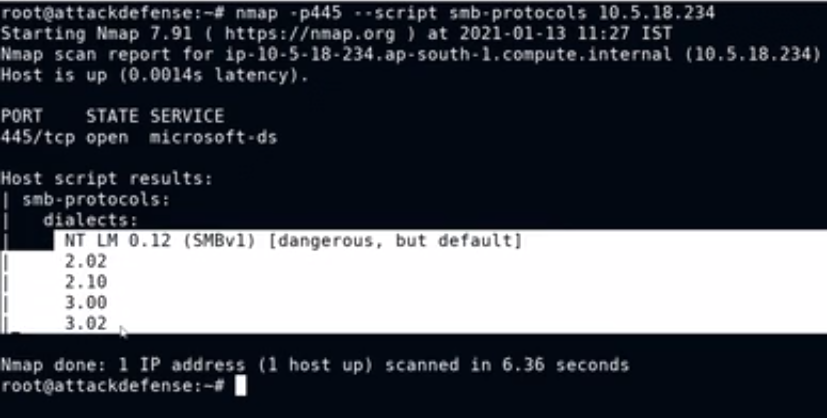 root@attackdefense:~# nmap -p445 --script smb-protocols 10.5.18.234
Starting Nmap 7.91 ( https://nmap.org ) at 2021-01-13 11:27 IST
Nmap scan report for ip-10-5-18-234.ap-south-1.compute.internal (10.5.18.234)
Host is up (0.0014s latency).

PORT    STATE SERVICE
445/tcp open  microsoft-ds

Host script results:
| smb-protocols:
|   dialects:
|     NT LM 0.12 (SMBv1) [dangerous, but default]
|     2.02
|     2.10
|     3.00
|_    3.02

Nmap done: 1 IP address (1 host up) scanned in 6.36 seconds
root@attackdefense:~#